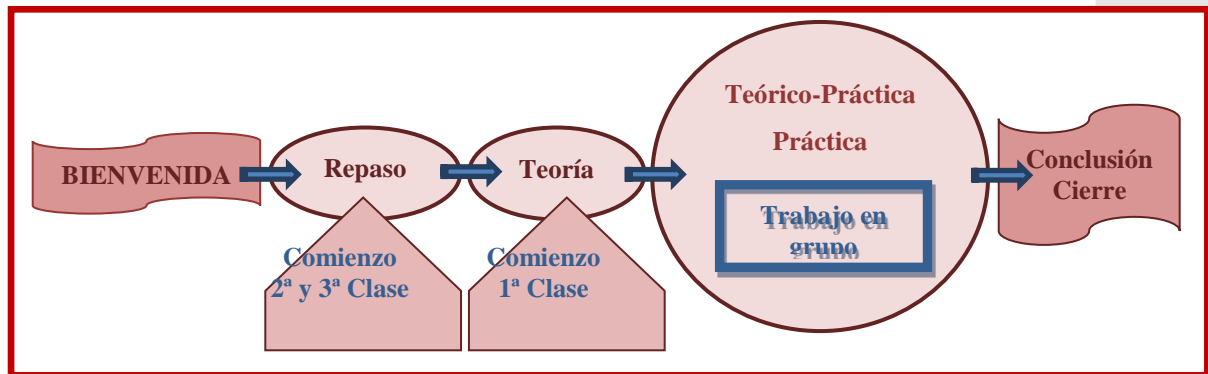 BIENVENIDA
Repaso
Comienzo
2ª y 3ª Clase
Teoría
Comienzo
1ª Clase
Teórico-Práctica
Práctica
Trabajo en
grupo
Conclusión
Cierre